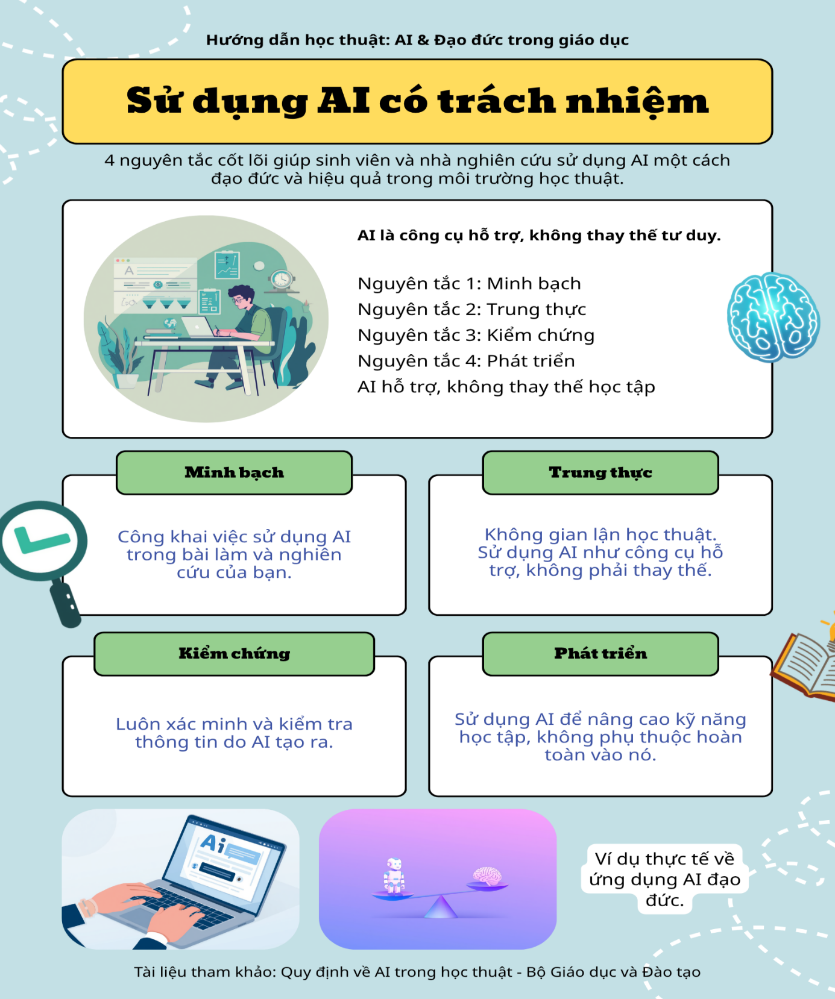 Hướng dẫn học thuật: AI & Đạo đức trong giáo dục
Sử dụng AI có trách nhiệm
4 nguyên tắc cốt lõi giúp sinh viên và nhà nghiên cứu sử dụng AI một cách
đạo đức và hiệu quả trong môi trường học thuật.
AI là công cụ hỗ trợ, không thay thế tư duy.
Nguyên tắc 1: Minh bạch
Nguyên tắc 2: Trung thực
Nguyên tắc 3: Kiểm chứng
Nguyên tắc 4: Phát triển
AI hỗ trợ, không thay thế học tập
A
Minh bạch
Công khai việc sử dụng AI
trong bài làm và nghiên
cứu của bạn.
Trung thực
Không gian lận học thuật.
Sử dụng AI như công cụ hỗ
trợ, không phải thay thế.
Kiểm chứng
Luôn xác minh và kiểm tra
thông tin do AI tạo ra.
Phát triển
Sử dụng AI để nâng cao kỹ năng
học tập, không phụ thuộc hoàn
toàn vào nó.
Ai
Ví dụ thực tế về
ứng dụng AI đạo
đức.
Tài liệu tham khảo: Quy định về AI trong học thuật - Bộ Giáo dục và Đào tạo